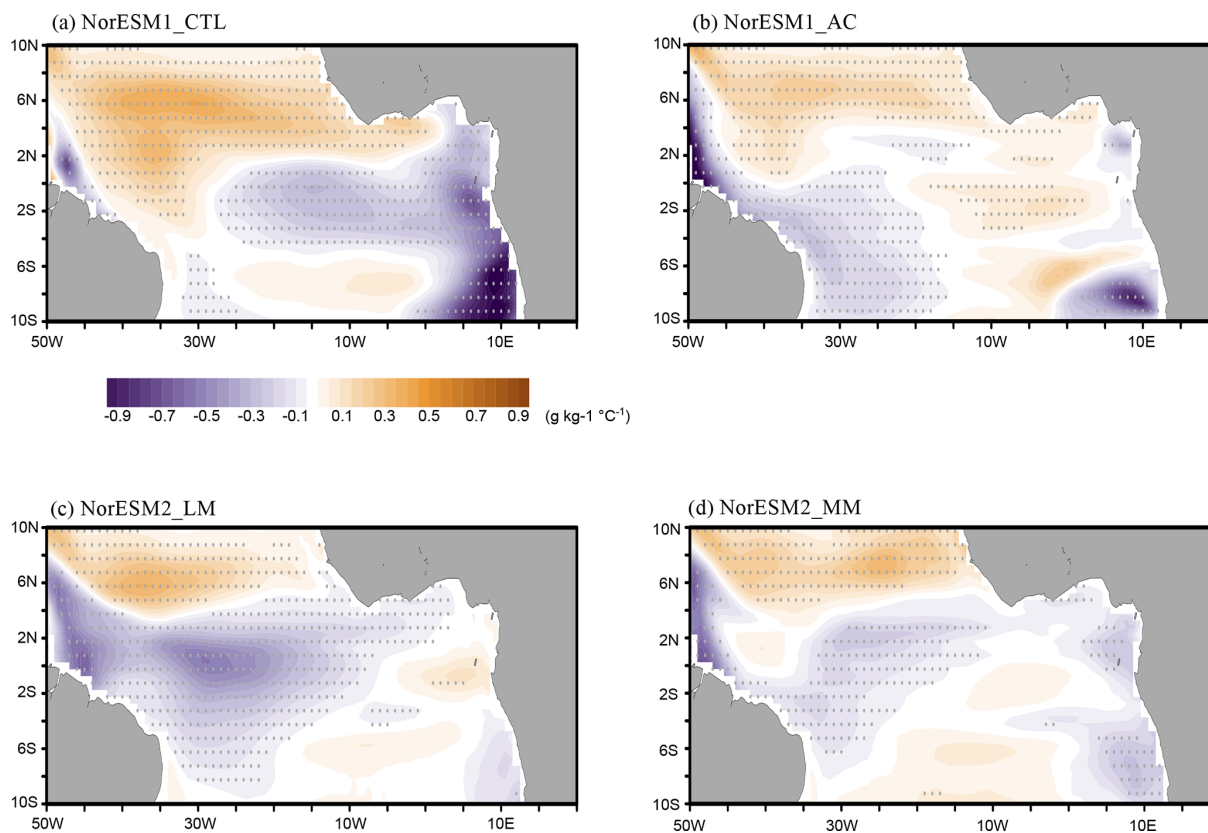 (a) NorESM1_CTL
(b) NorESM1_AC
10N 10N
6N 6N
2N 2N
2S 2S
6S 6S
10S 10S
50W 30W 10W 10E 50W 30W 10W 10E
-0.9 -0.7 -0.5 -0.3 -0.1 0.1 0.3 0.5 0.7 0.9 (g kg-1 °C⁻¹)
(c) NorESM2_LM
(d) NorESM2_MM
10N 10N
6N 6N
2N 2N
2S 2S
6S 6S
10S 10S
50W 30W 10W 10E 50W 30W 10W 10E